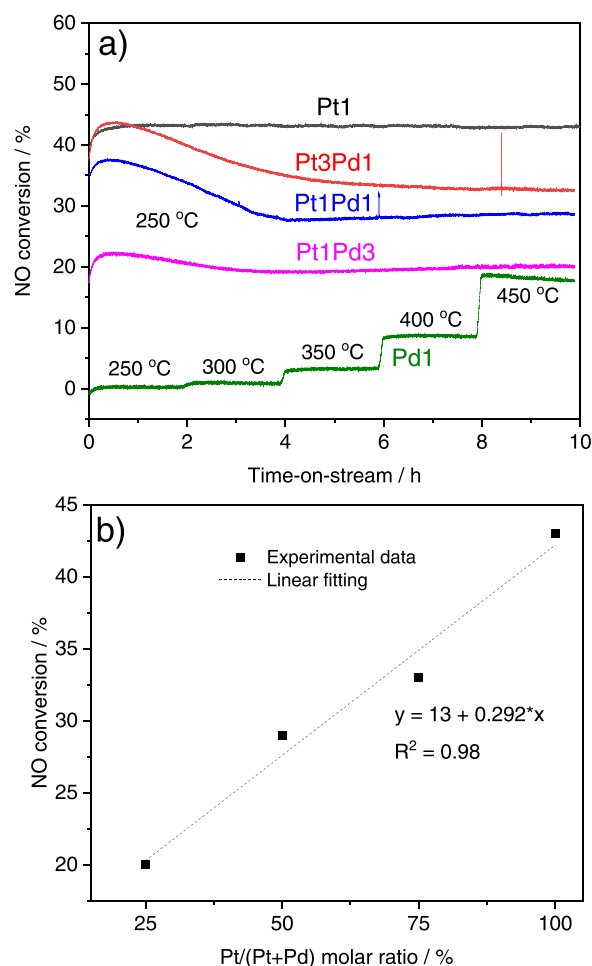 a)
60
50
40
30
20
10
0
NO conversion / %
Pt1
Pt3Pd1
Pt1Pd1
250 °C
Pt1Pd3
450 °C
400 °C
350 °C
Pd1
250 °C
300 °C
0 2 4 6 8 10
Time-on-stream / h
b)
45
40
35
30
25
20
NO conversion / %
Experimental data
Linear fitting
y = 13 + 0.292*x
R² = 0.98
25 50 75 100
Pt/(Pt+Pd) molar ratio / %